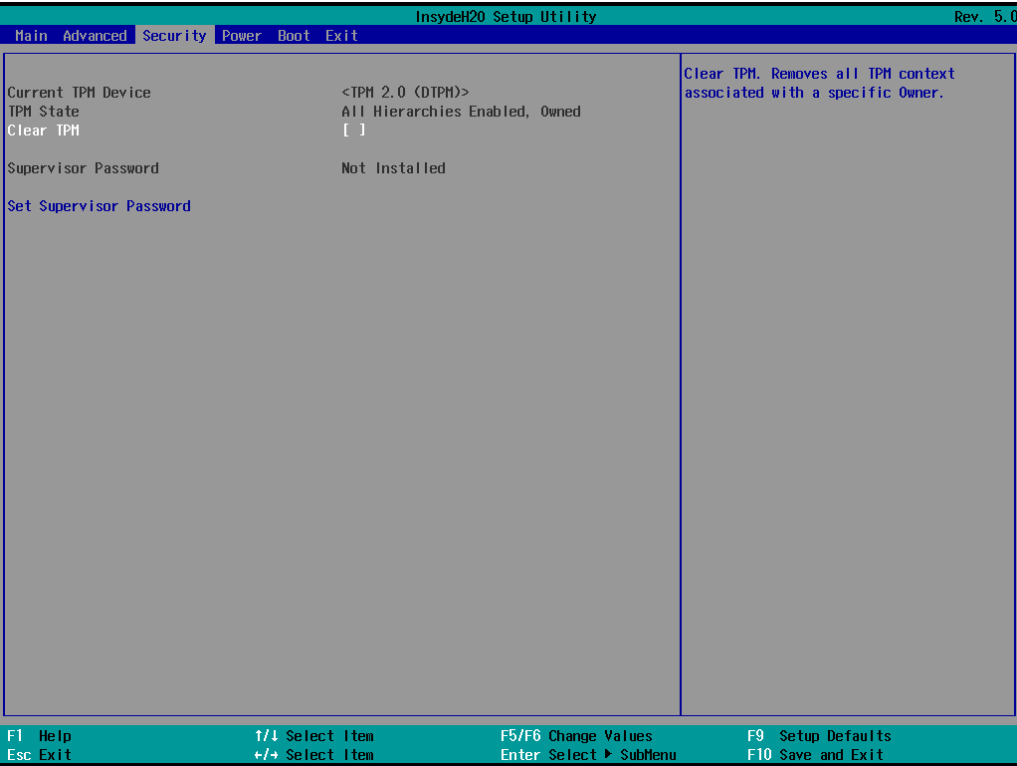 InsydeH20 Setup Utility Rev. 5.0
Main Advanced Security Power Boot Exit
Current TPM Device <TPM 2.0 (DTPM)>
TPM State All Hierarchies Enabled, Owned
Clear TPM [ ]
Supervisor Password Not Installed
Set Supervisor Password
Clear TPM. Removes all TPM context
associated with a specific Owner.
F1 Help ↑/↓ Select Item F5/F6 Change Values F9 Setup Defaults
Esc Exit ←/→ Select Item Enter Select ▶ SubMenu F10 Save and Exit